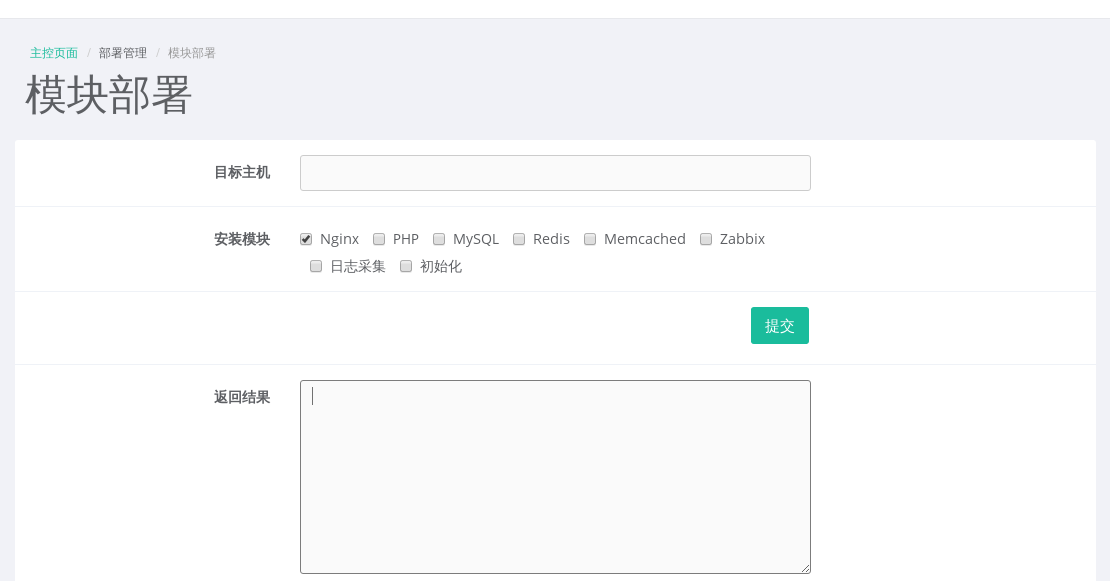 主控页面 / 部署管理 / 模块部署
模块部署
目标主机
安装模块 Nginx PHP MySQL Redis Memcached Zabbix
日志采集 初始化
提交
返回结果